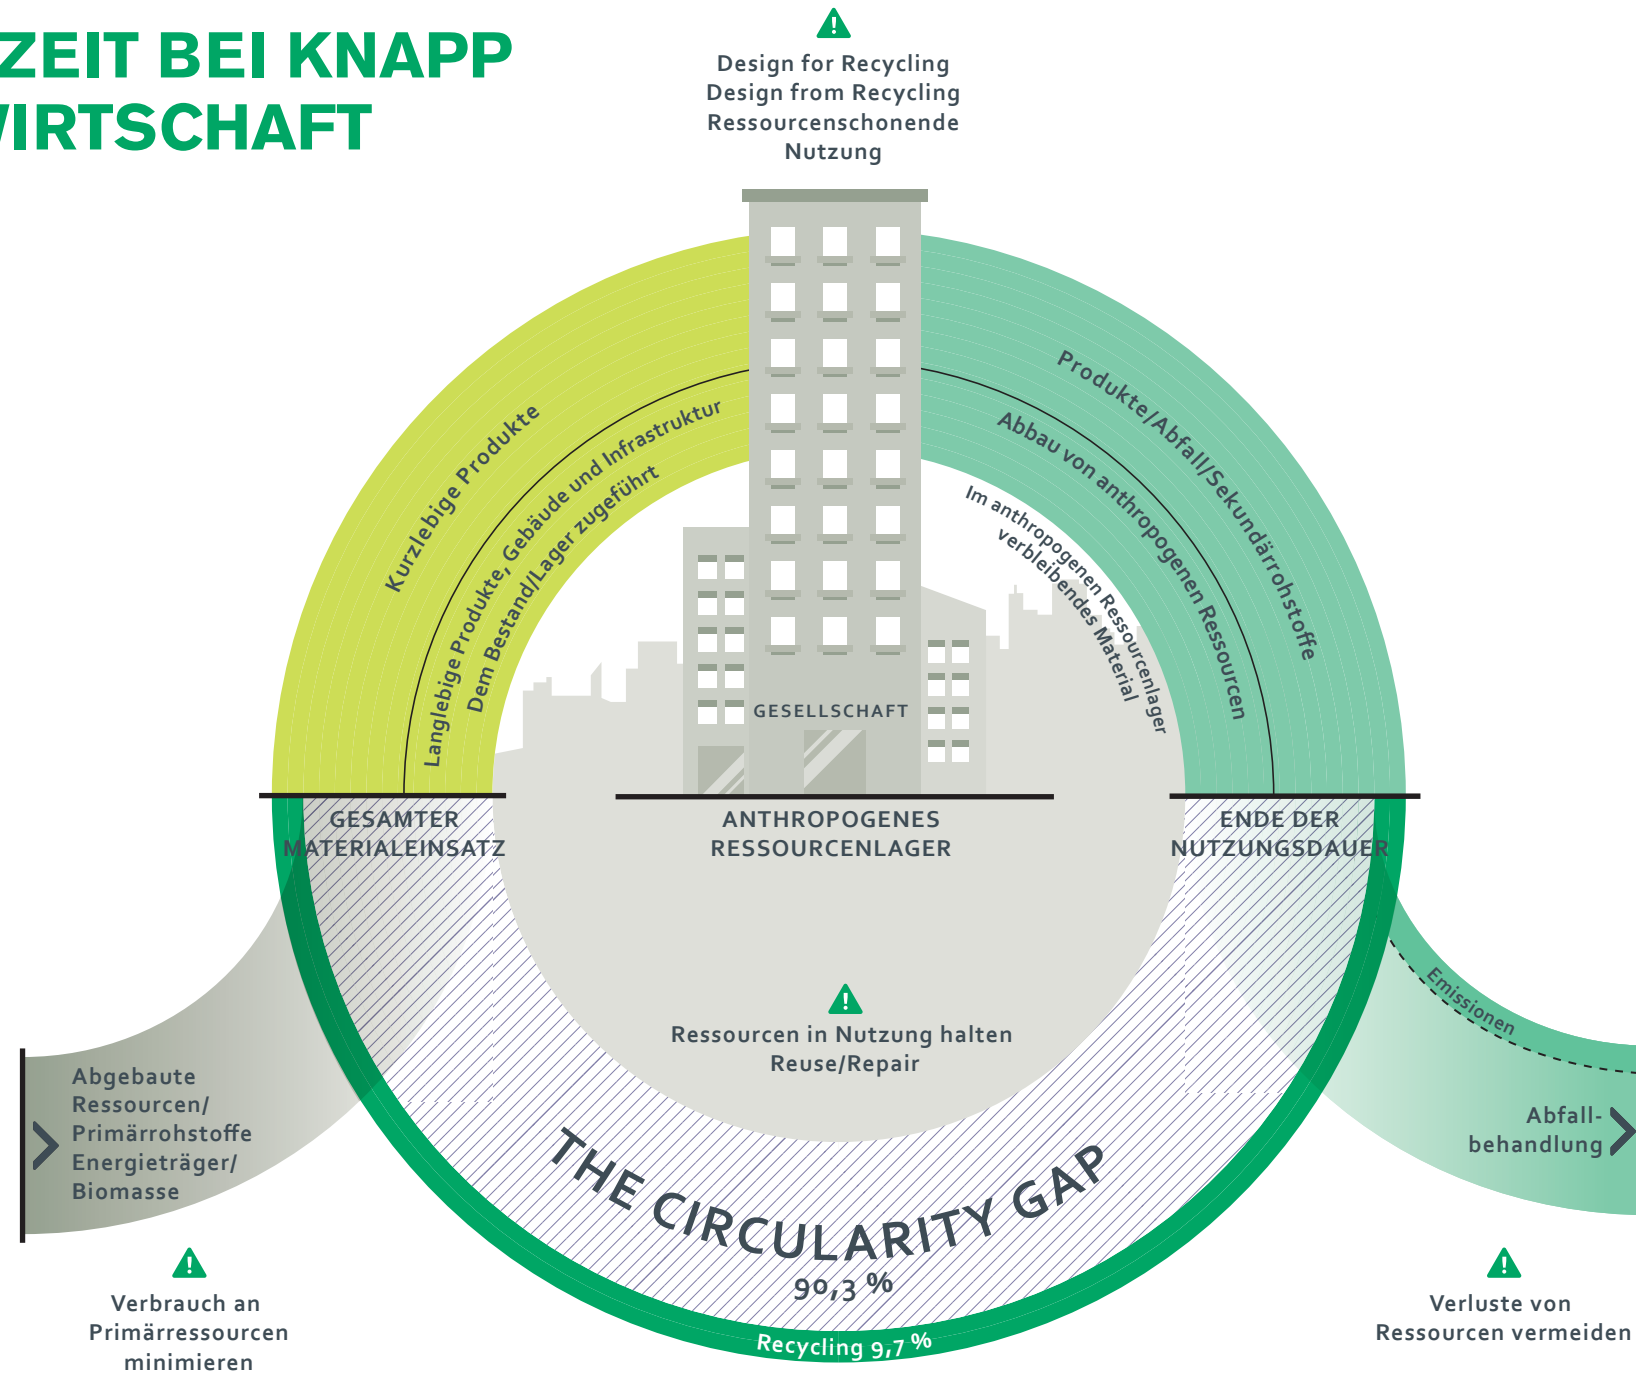 ZEIT BEI KNAPP
WIRTSCHAFT
Design for Recycling
Design from Recycling
Ressourcenschonende
Nutzung
Kurzlebige Produkte
Langlebige Produkte, Gebäude und Infrastruktur
Dem Bestand/Lager zugeführt
Produkte/Abfall/Sekundärrohstoffe
Abbau von anthropogenen Ressourcen
Im anthropogenen Ressourcenlager
verbleibendes Material
GESELLSCHAFT
GESAMTER
MATERIALEINSATZ
ANTHROPOGENES
RESSOURCENLAGER
ENDE DER
NUTZUNGSDAUER
Ressourcen in Nutzung halten
Reuse/Repair
Emissionen
Abgebaute
Ressourcen/
Primärrohstoffe
Energieträger/
Biomasse
Abfall-
behandlung
THE CIRCULARITY GAP
90,3 %
Recycling 9,7 %
Verbrauch an
Primärressourcen
minimieren
Verluste von
Ressourcen vermeiden